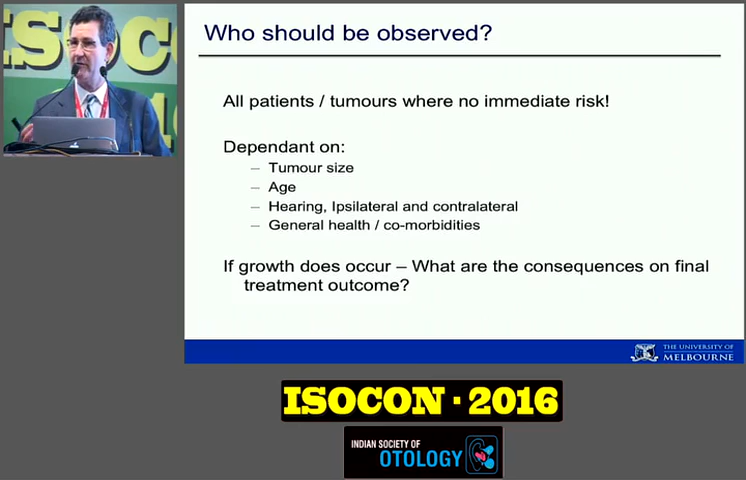 ISOCO
Who should be observed?
All patients / tumours where no immediate risk!
Dependant on:
– Tumour size
– Age
– Hearing, Ipsilateral and contralateral
– General health / co-morbidities
If growth does occur – What are the consequences on final
treatment outcome?
THE UNIVERSITY OF
MELBOURNE
ISOCON · 2016
INDIAN SOCIETY OF
OTOLOGY